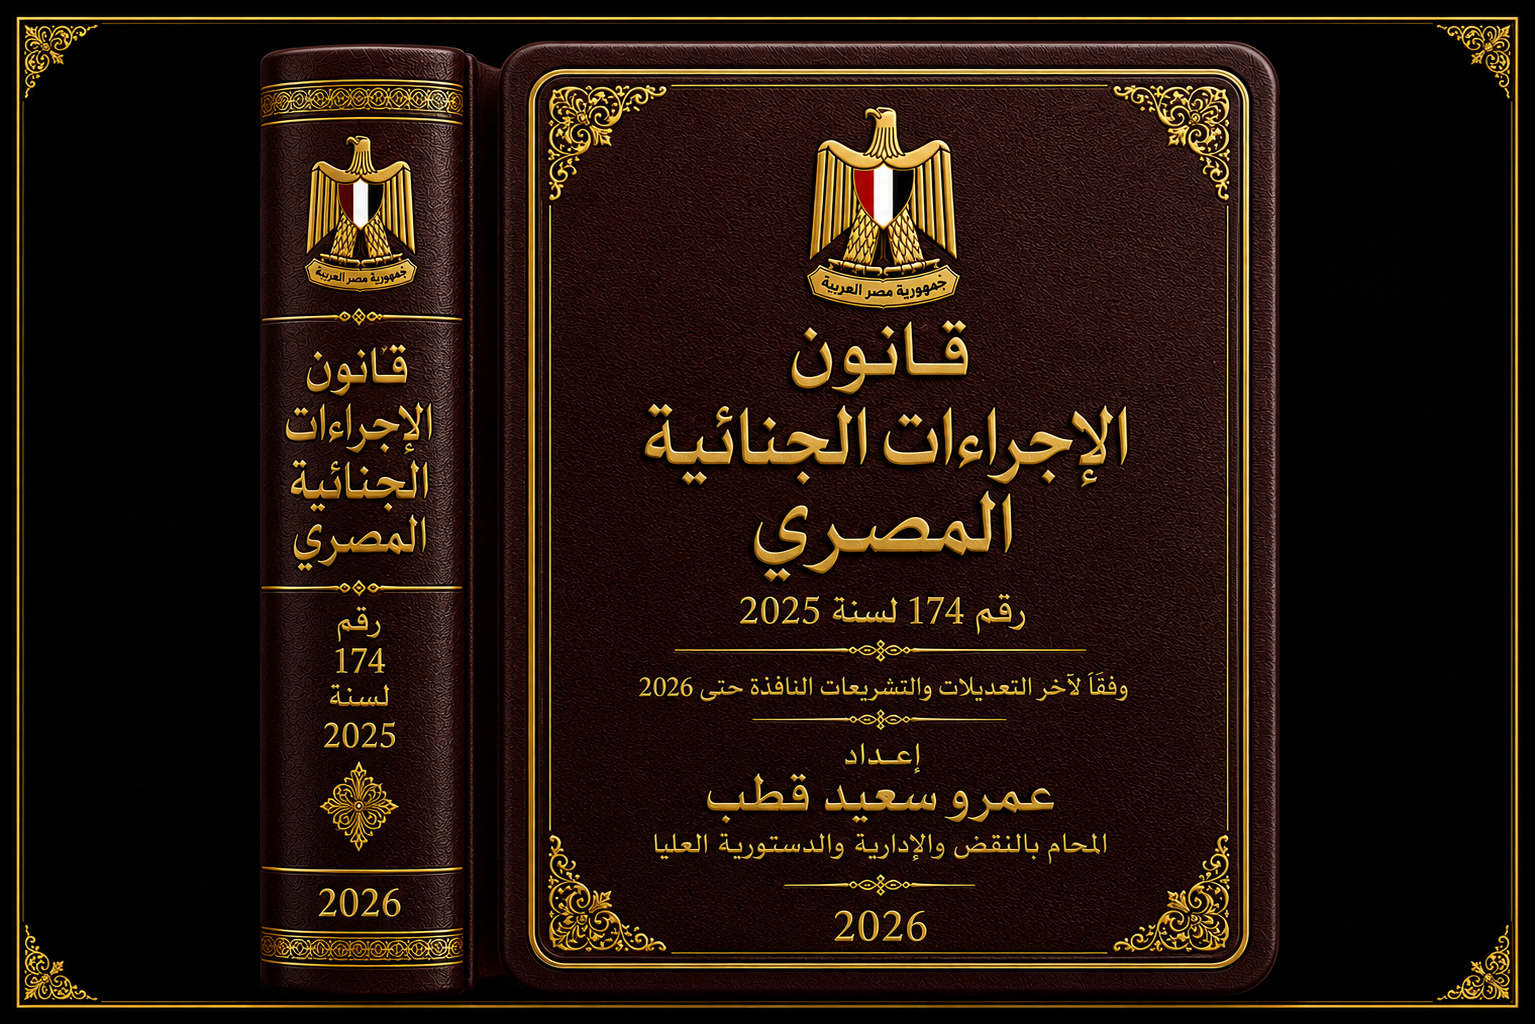 جمهورية مصر العربية
قانون
الإجراءات
الجنائية
المصري
رقم
174
لسنة
2025
2026
جمهورية مصر العربية
قانون
الإجراءات الجنائية
المصري
رقم 174 لسنة 2025
وفقاً لآخر التعديلات والتشريعات النافذة حتى 2026
إعداد
عمرو سعيد قطب
المحام بالنقض والإدارية والدستورية العليا
2026